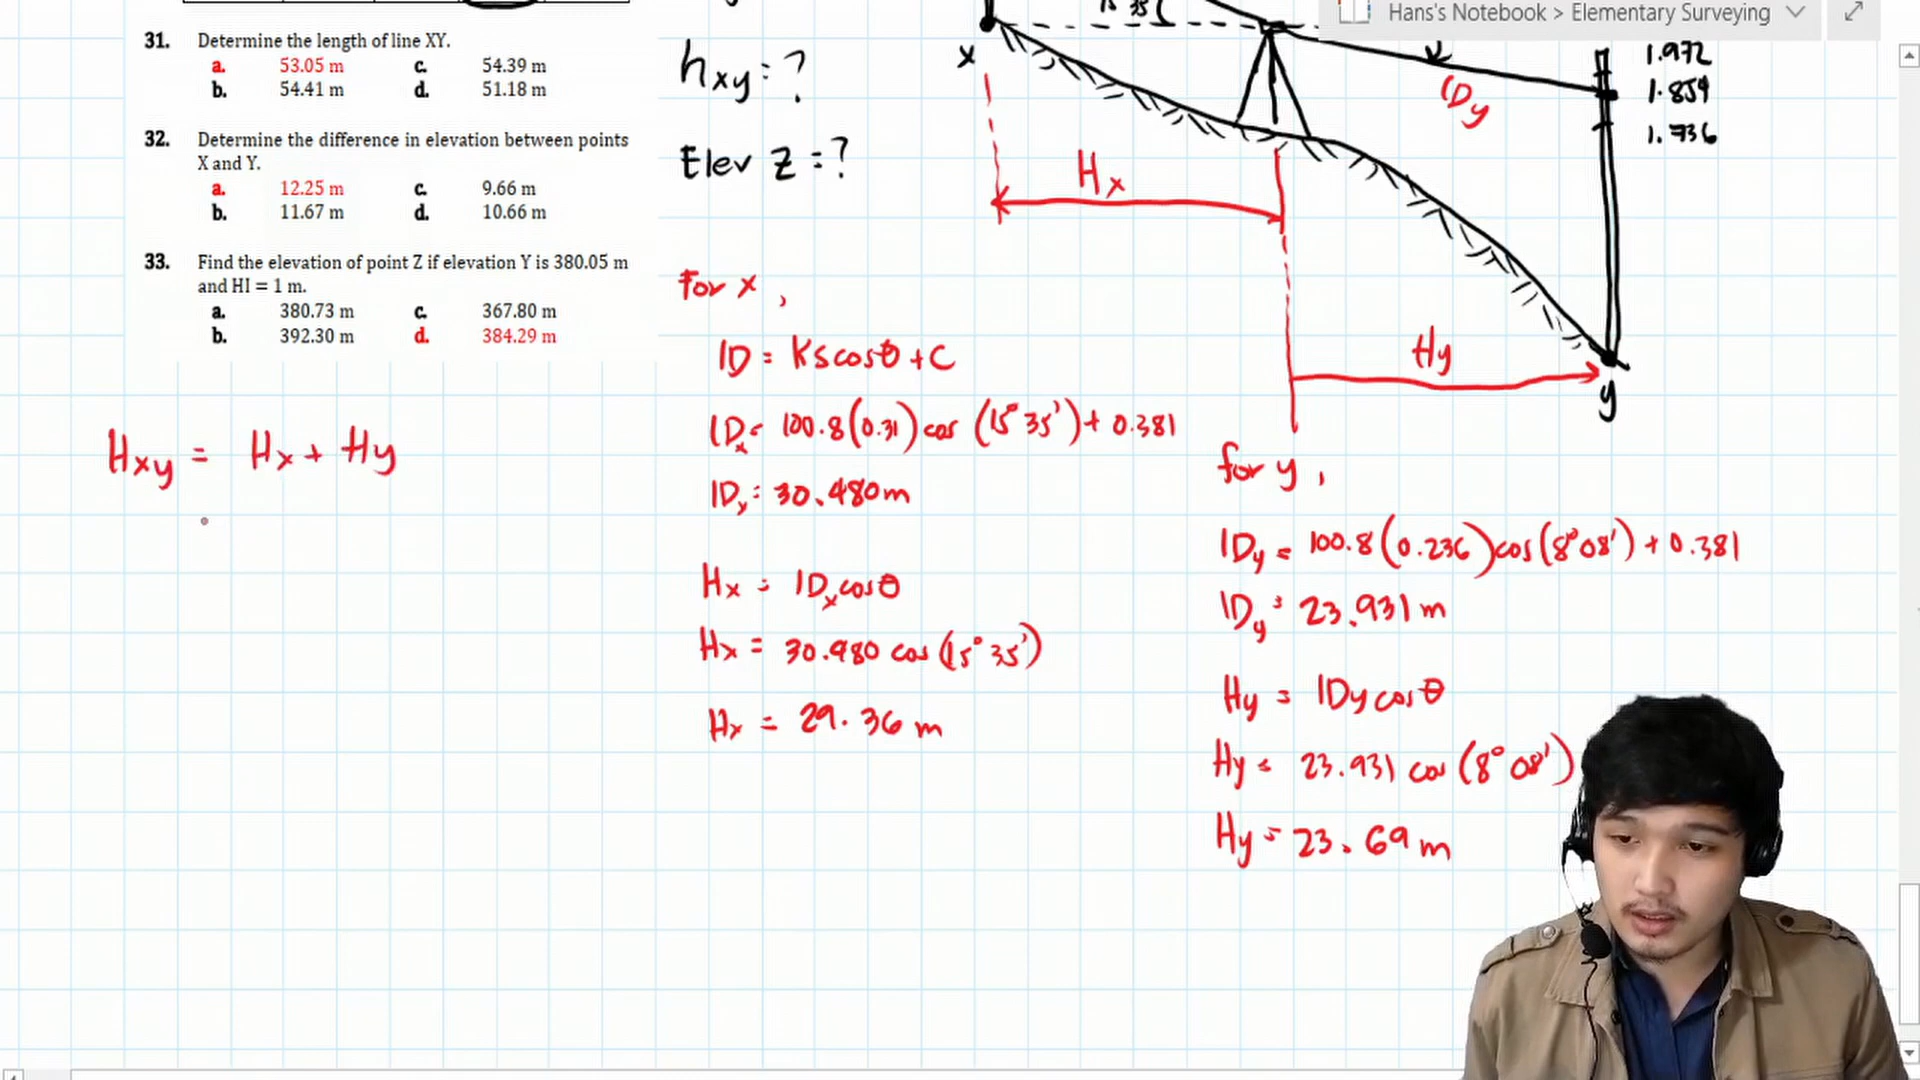 Hans's Notebook > Elementary Surveying
31. Determine the length of line XY.
a. 53.05 m c. 54.39 m
b. 54.41 m d. 51.18 m
32. Determine the difference in elevation between points
X and Y.
a. 12.25 m c. 9.66 m
b. 11.67 m d. 10.66 m
33. Find the elevation of point Z if elevation Y is 380.05 m
and HI = 1 m.
a. 380.73 m c. 367.80 m
b. 392.30 m d. 384.29 m
hxy = ?
Elev Z = ?
x
1.972
1.854
1.736
IDy
Hx
Hy
y
Hxy = Hx + Hy
For x,
ID = Kscosθ + C
IDx = 100.8(0.31) cos (15° 35') + 0.381
IDx = 30.480m
Hx = IDx cosθ
Hx = 30.480 cos (15° 35')
Hx = 29.36 m
for y,
IDy = 100.8(0.236)cos(8°08') + 0.381
IDy = 23.931 m
Hy = IDy cosθ
Hy = 23.931 cos (8° 08')
Hy = 23.69 m